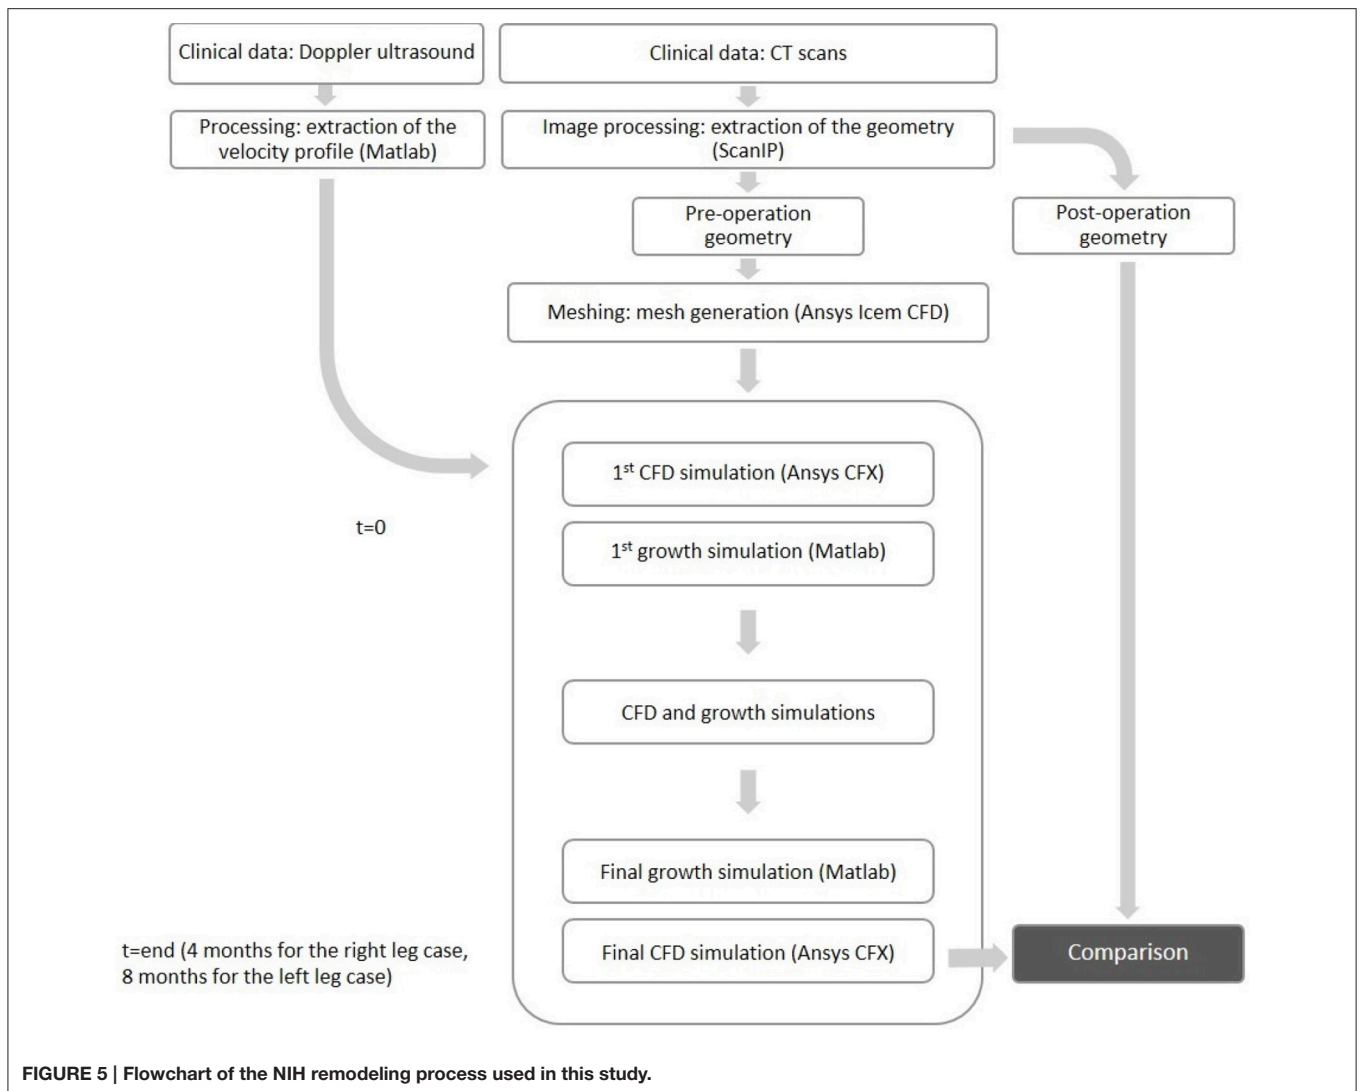 Clinical data: Doppler ultrasound
Clinical data: CT scans
Processing: extraction of the
velocity profile (Matlab)
Image processing: extraction of the geometry
(ScanIP)
Pre-operation
geometry
Post-operation
geometry
Meshing: mesh generation (Ansys Icem CFD)
1st CFD simulation (Ansys CFX)
t=0
1st growth simulation (Matlab)
CFD and growth simulations
Final growth simulation (Matlab)
t=end (4 months for the right leg case,
8 months for the left leg case)
Final CFD simulation (Ansys CFX)
Comparison
FIGURE 5 | Flowchart of the NIH remodeling process used in this study.